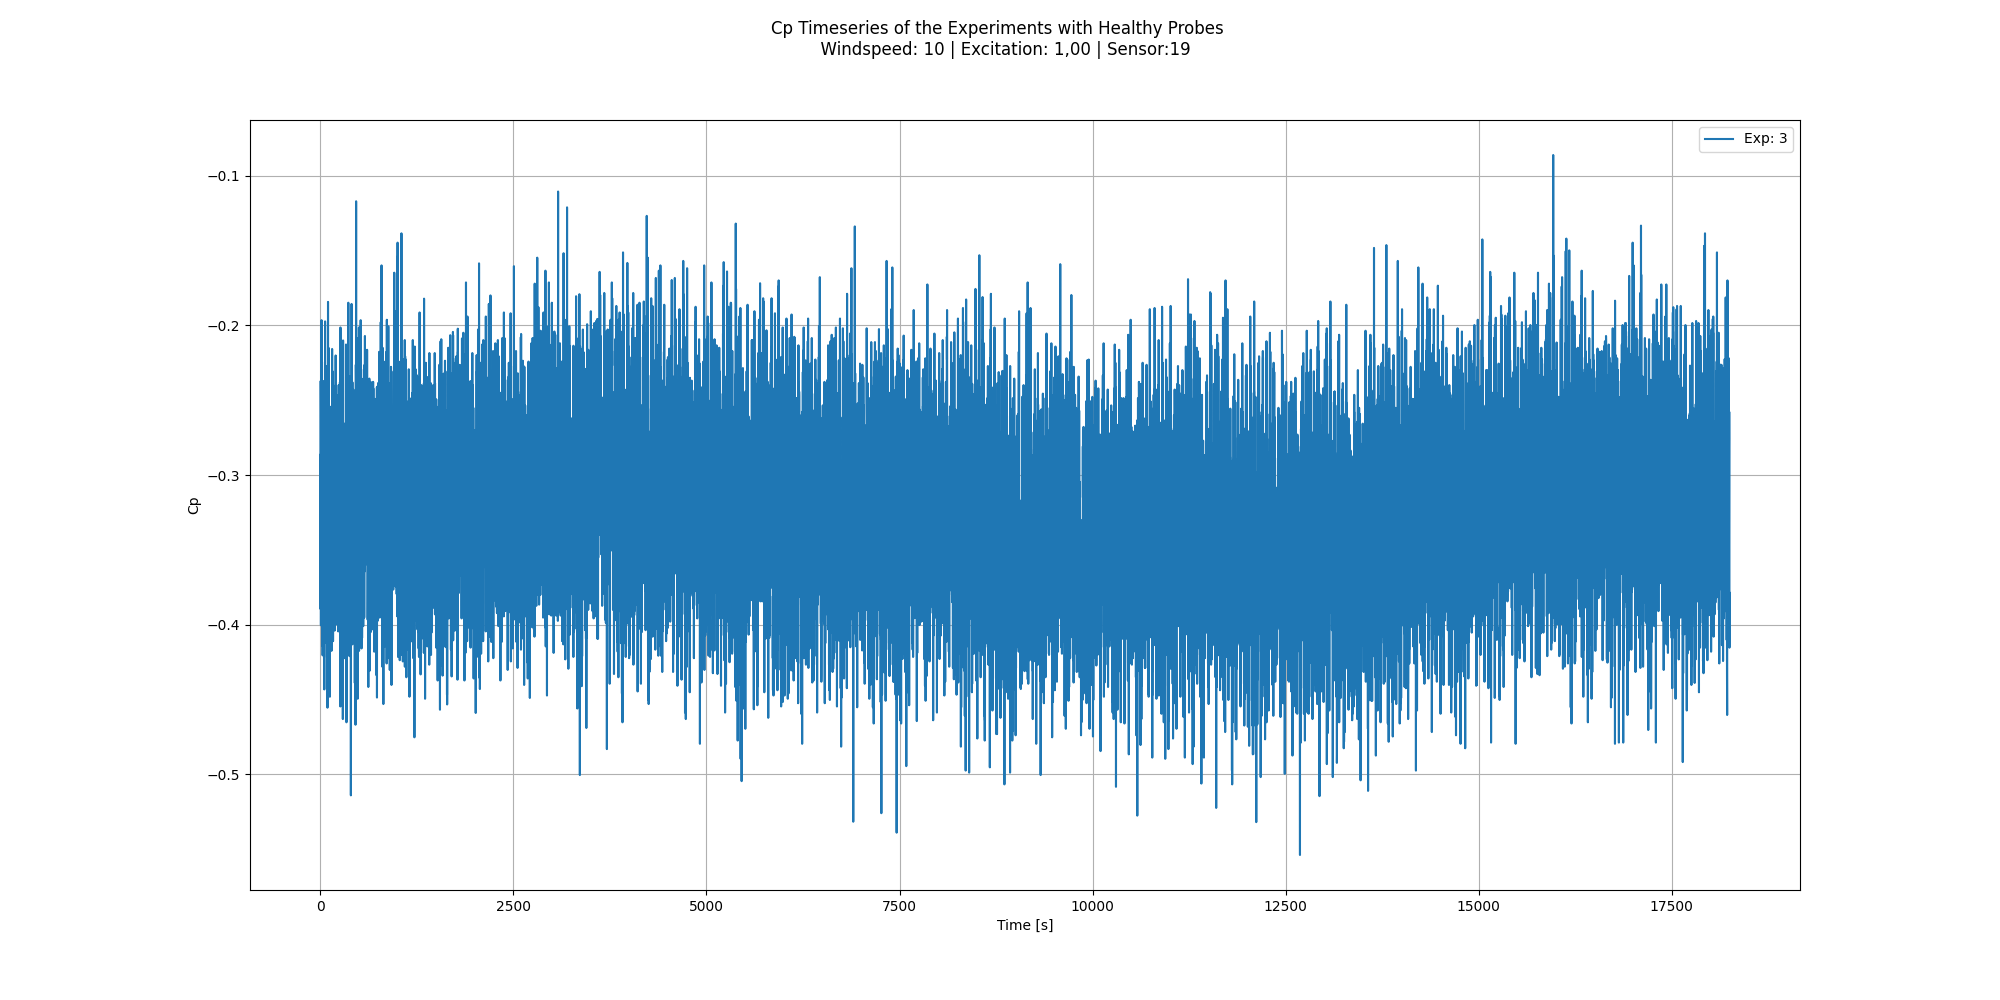 Cp Timeseries of the Experiments with Healthy Probes
Windspeed: 10 | Excitation: 1,00 | Sensor:19
Exp: 3
−0.1
−0.2
−0.3
−0.4
−0.5
Cp
0
2500
5000
7500
10000
12500
15000
17500
Time [s]